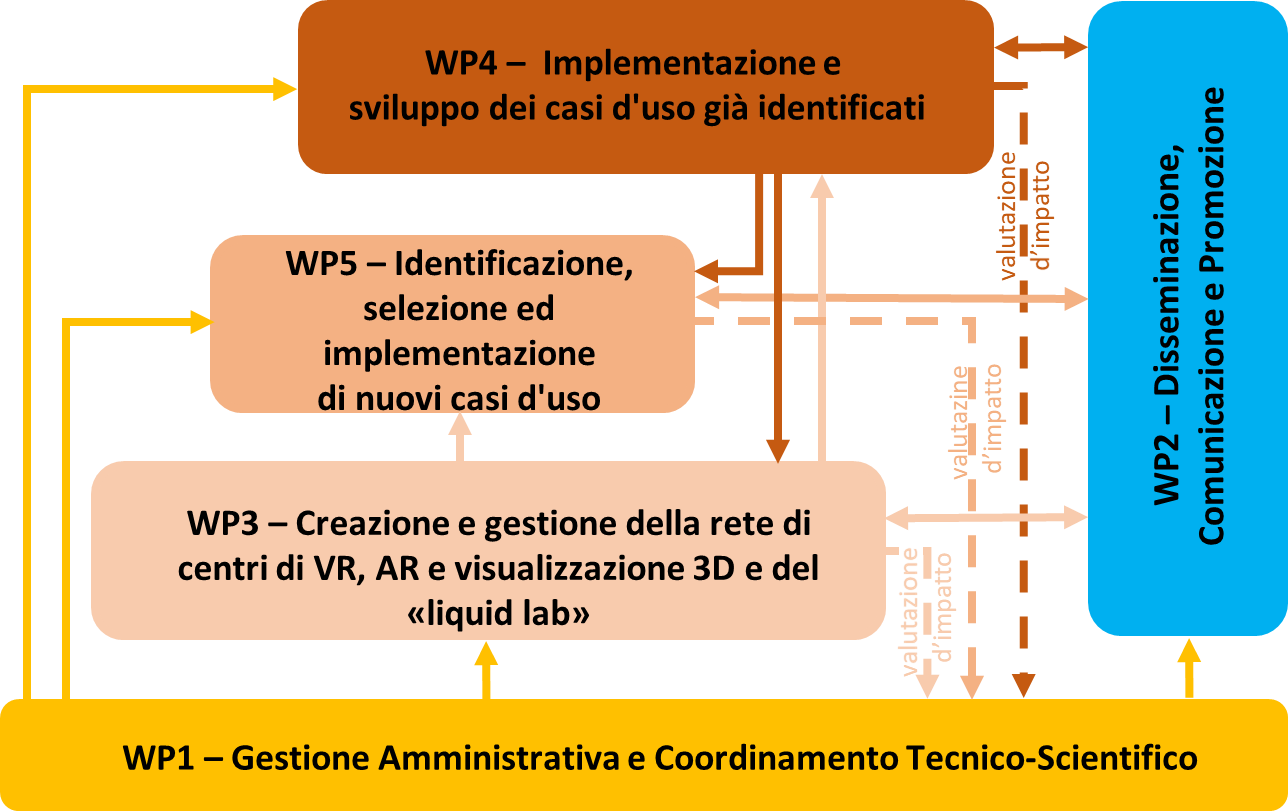 WP4 – Implementazione e
sviluppo dei casi d'uso già identificati
WP5 – Identificazione,
selezione ed
implementazione
di nuovi casi d'uso
WP3 – Creazione e gestione della rete di
centri di VR, AR e visualizzazione 3D e del
«liquid lab»
valutazione
d'impatto
valutazine
d'impatto
valutazione
d'impatto
WP2 – Disseminazione,
Comunicazione e Promozione
WP1 – Gestione Amministrativa e Coordinamento Tecnico-Scientifico